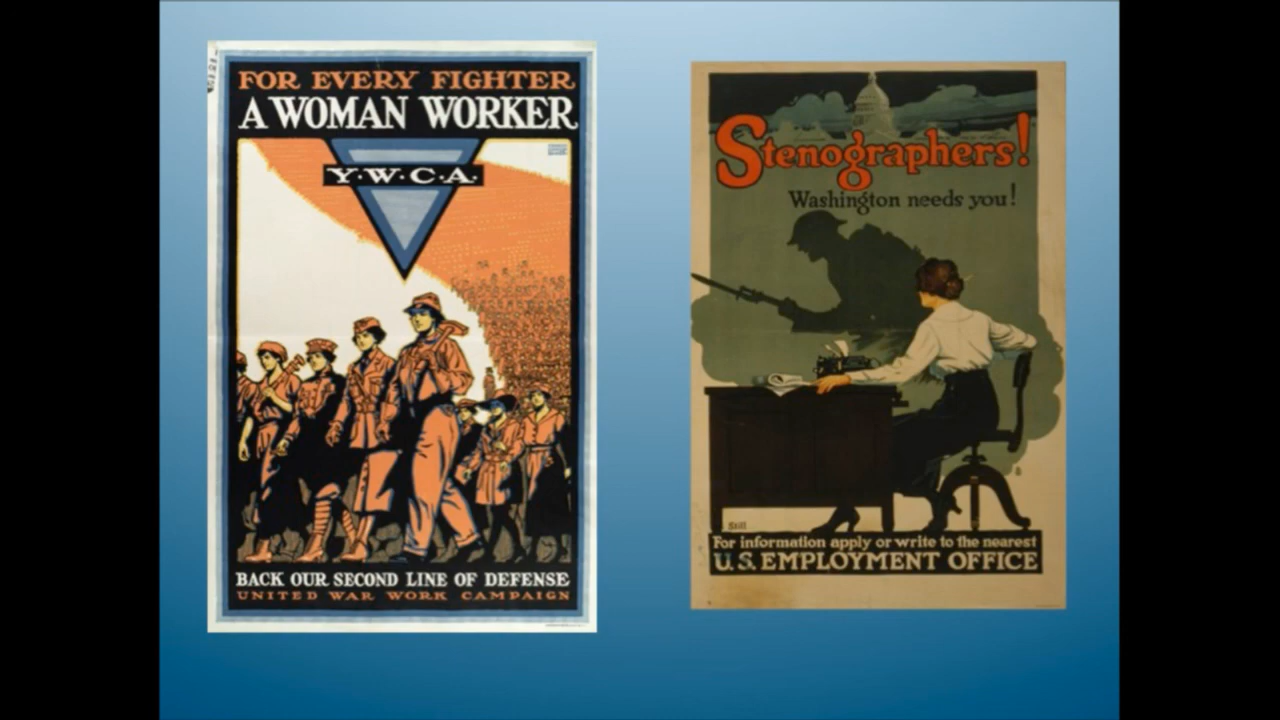 FOR EVERY FIGHTER
A WOMAN WORKER
Y·W·C·A·
BACK OUR SECOND LINE OF DEFENSE
UNITED WAR WORK CAMPAIGN
Stenographers!
Washington needs you!
Still
For information apply or write to the nearest
U.S. EMPLOYMENT OFFICE